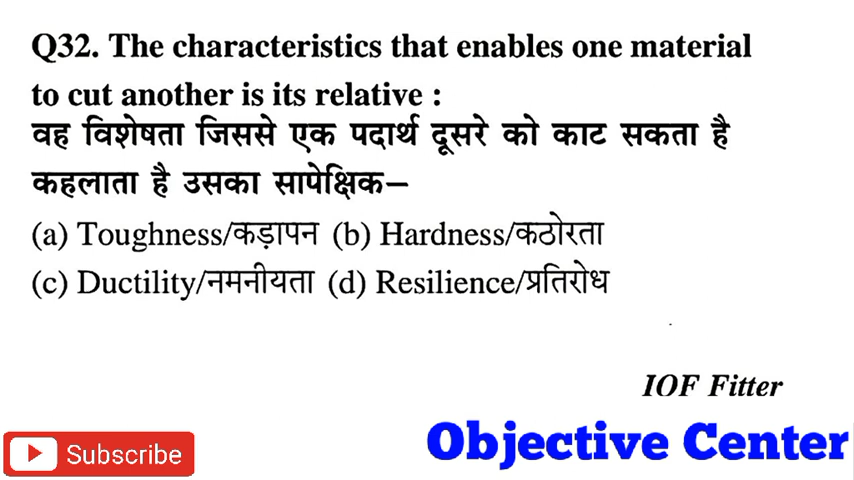 Q32. The characteristics that enables one material
to cut another is its relative :
वह विशेषता जिससे एक पदार्थ दूसरे को काट सकता है
कहलाता है उसका सापेक्षिक–
(a) Toughness/कड़ापन (b) Hardness/कठोरता
(c) Ductility/नमनीयता (d) Resilience/प्रतिरोध
IOF Fitter
Objective Center
Subscribe